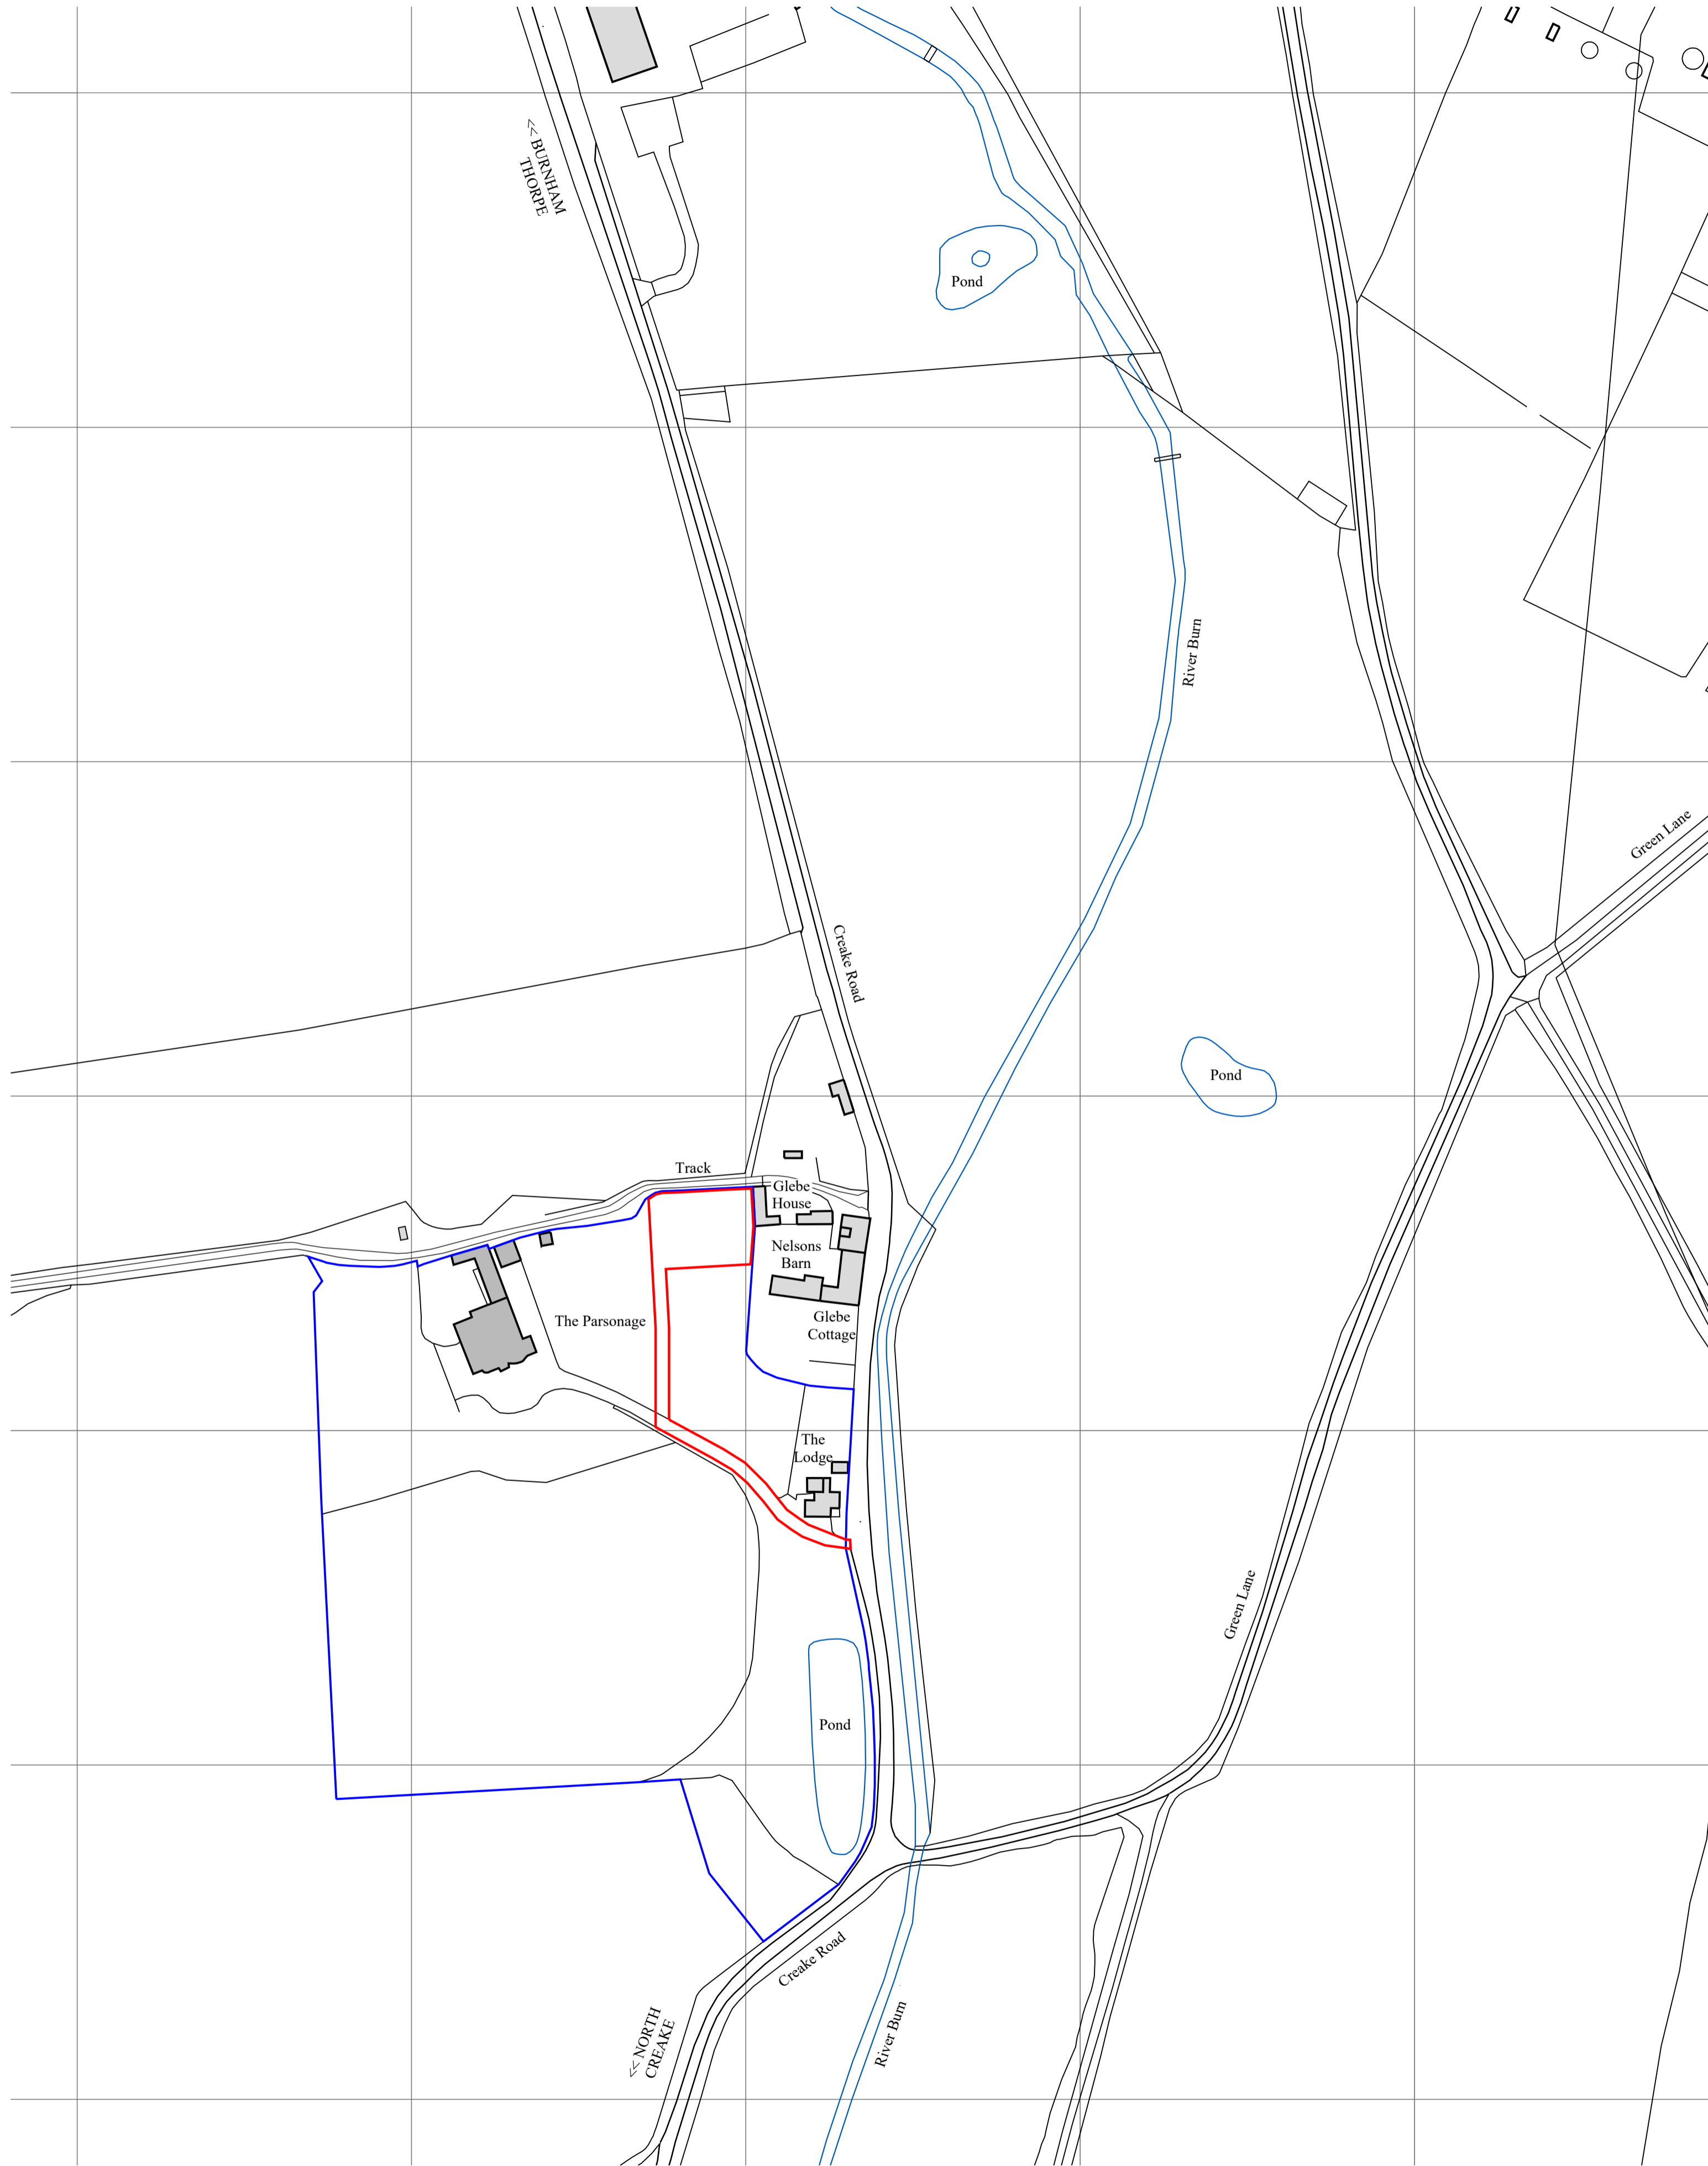 << BURNHAM
THORPE
Pond
River Burn
Green Lane
Creake Road
Pond
Track
Glebe
House
Nelsons
Barn
The Parsonage
Glebe
Cottage
The
Lodge
Green Lane
Pond
Creake Road
<< NORTH
CREAKE
River Burn